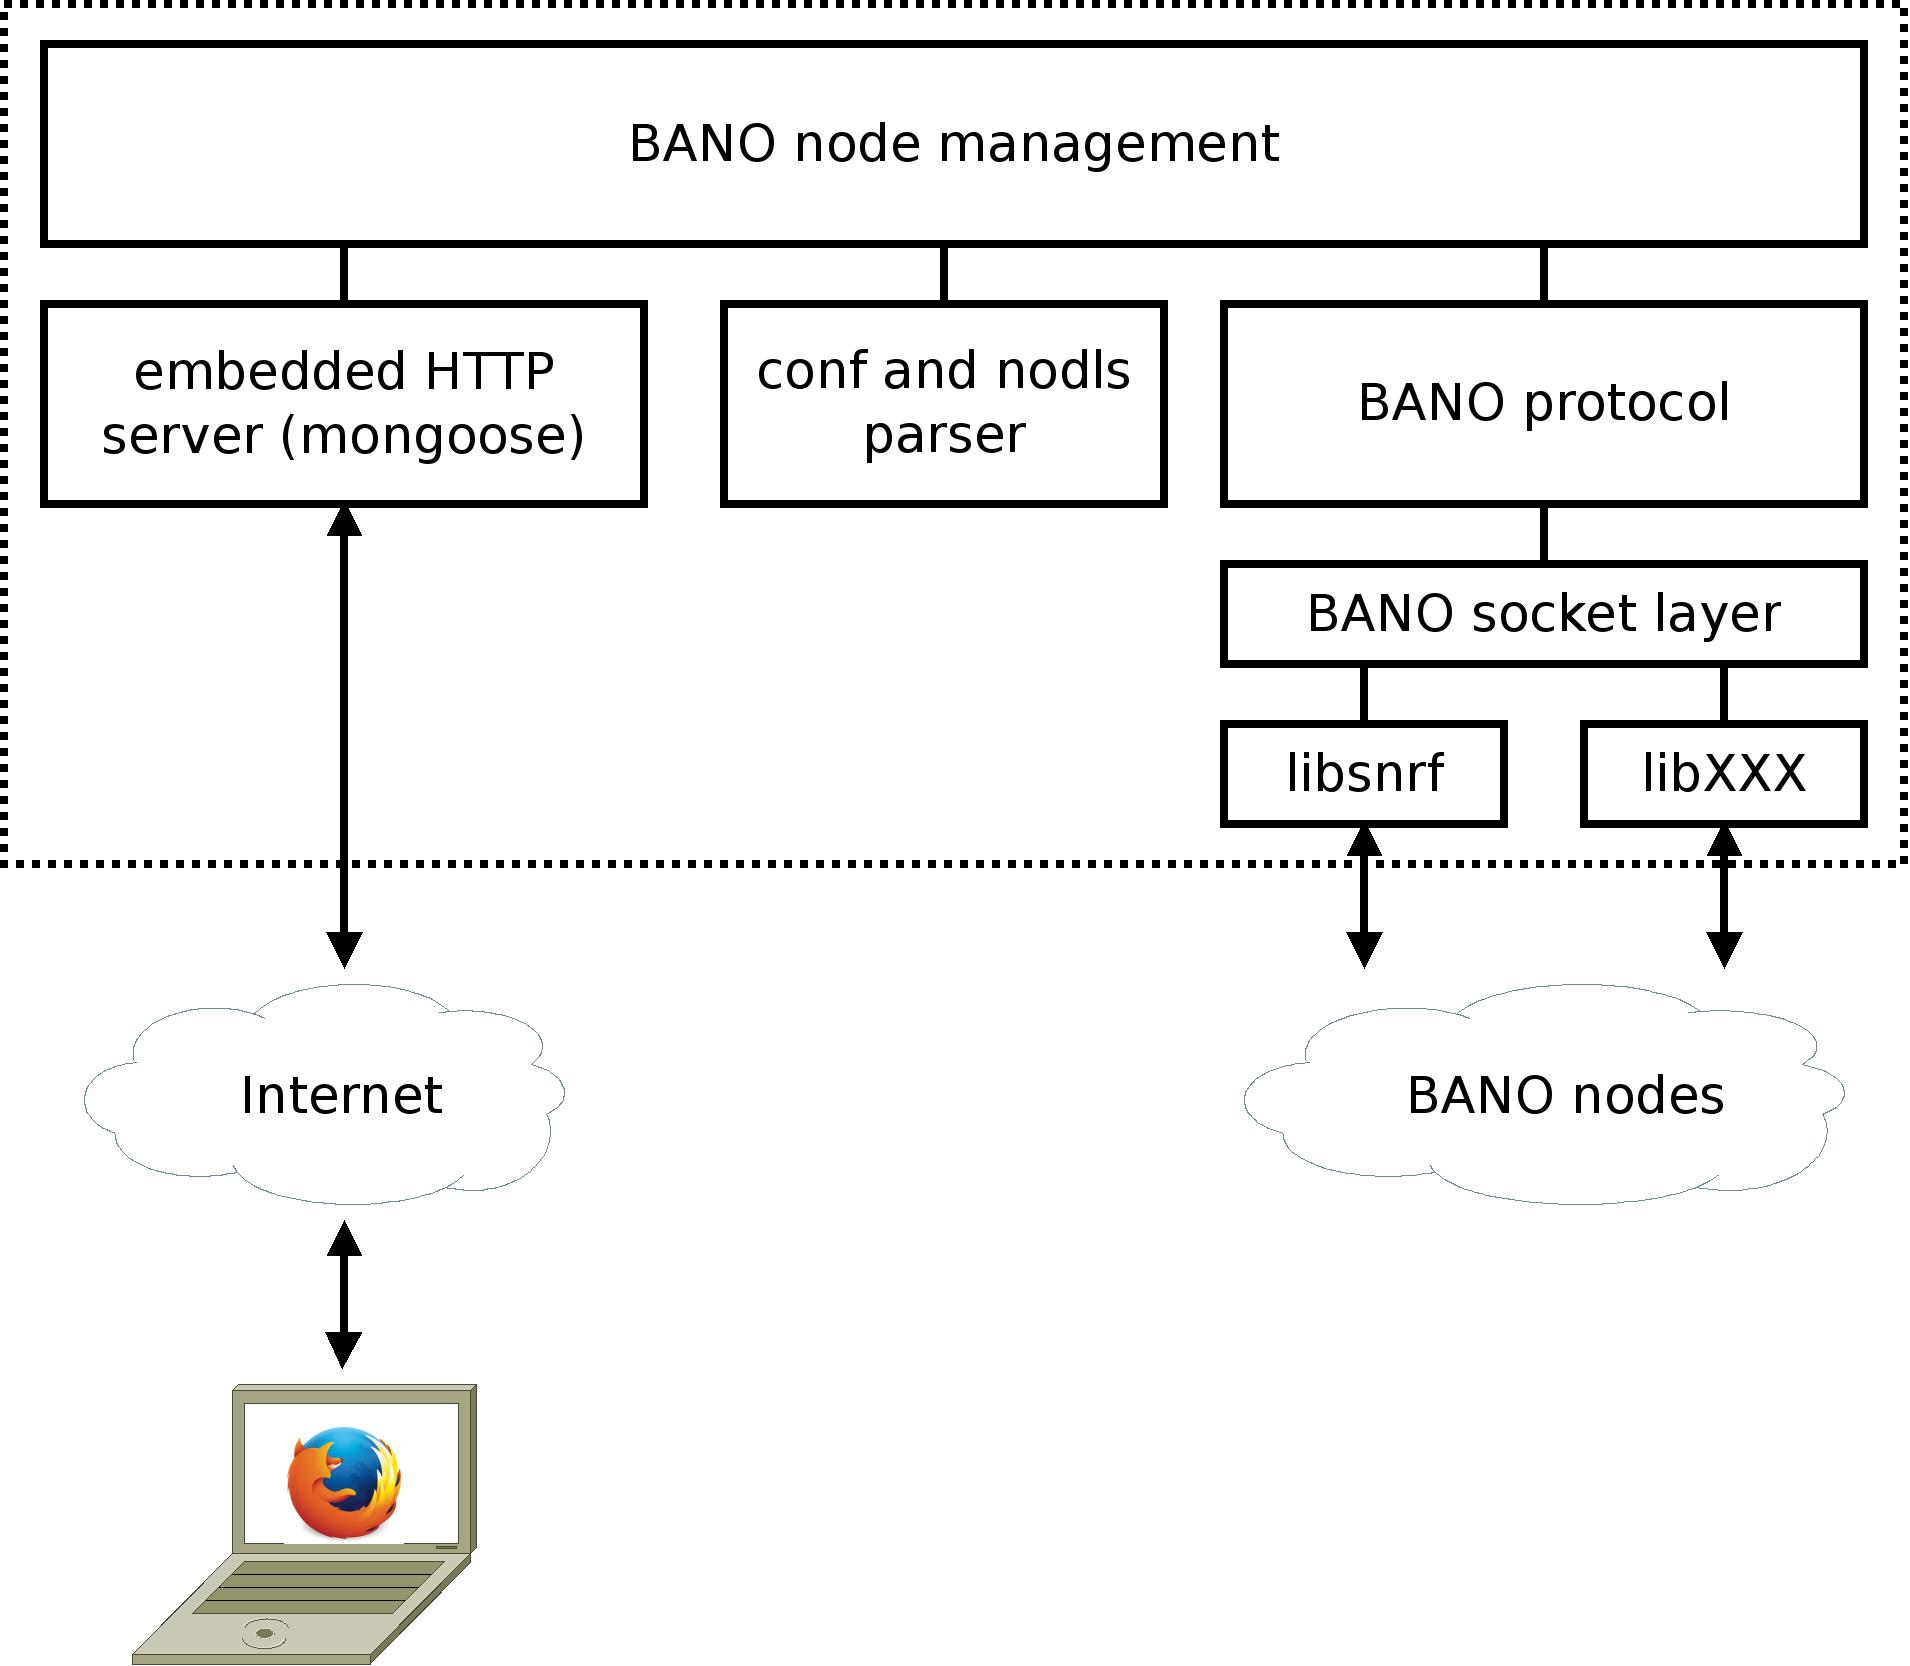 BANO node management
embedded HTTP
server (mongoose)
conf and nodls
parser
BANO protocol
BANO socket layer
libsnrf
libXXX
Internet
BANO nodes